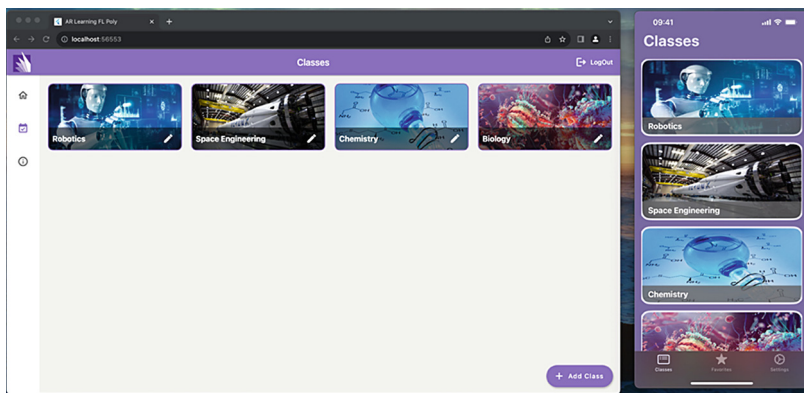 AR Learning FL Poly
localhost:56553
Classes
LogOut
Robotics
Space Engineering
Chemistry
Biology
Add Class
09:41
Classes
Robotics
Space Engineering
Chemistry
Classes
Favorites
Settings